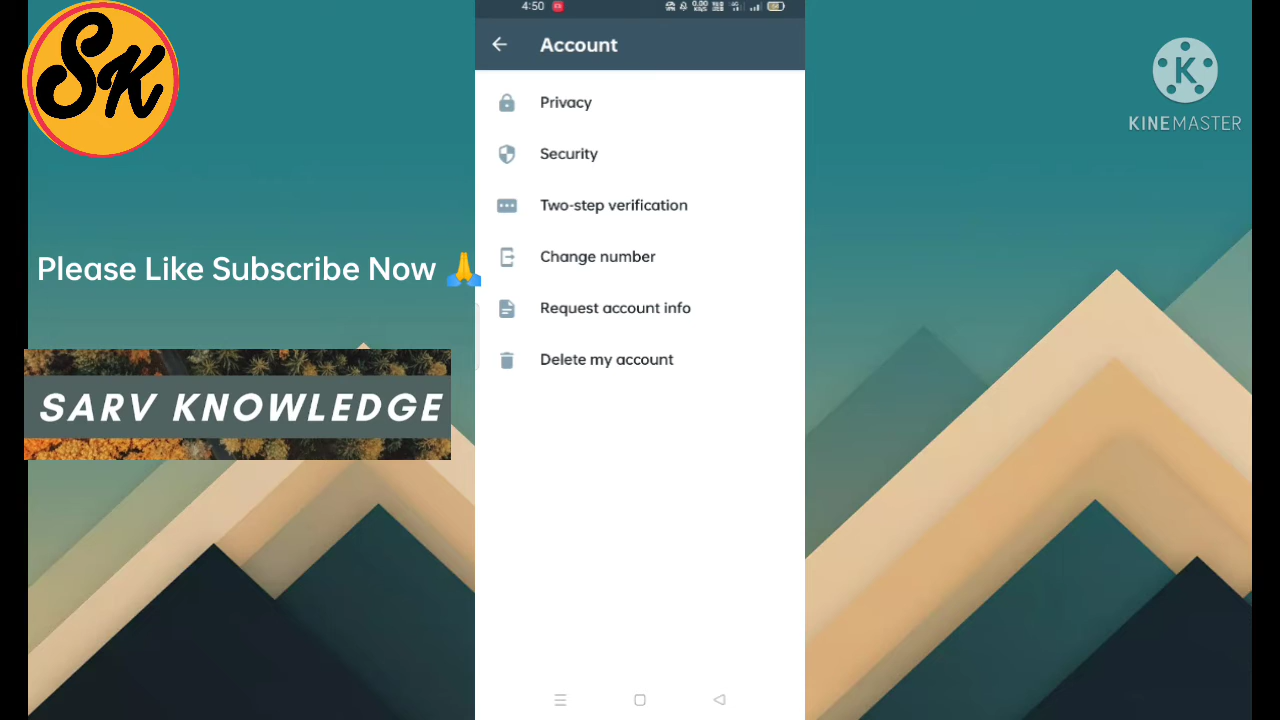 SK
4:50
Account
Privacy
Security
Two-step verification
Change number
Request account info
Delete my account
Please Like Subscribe Now 🙏
SARV KNOWLEDGE
K
KINEMASTER